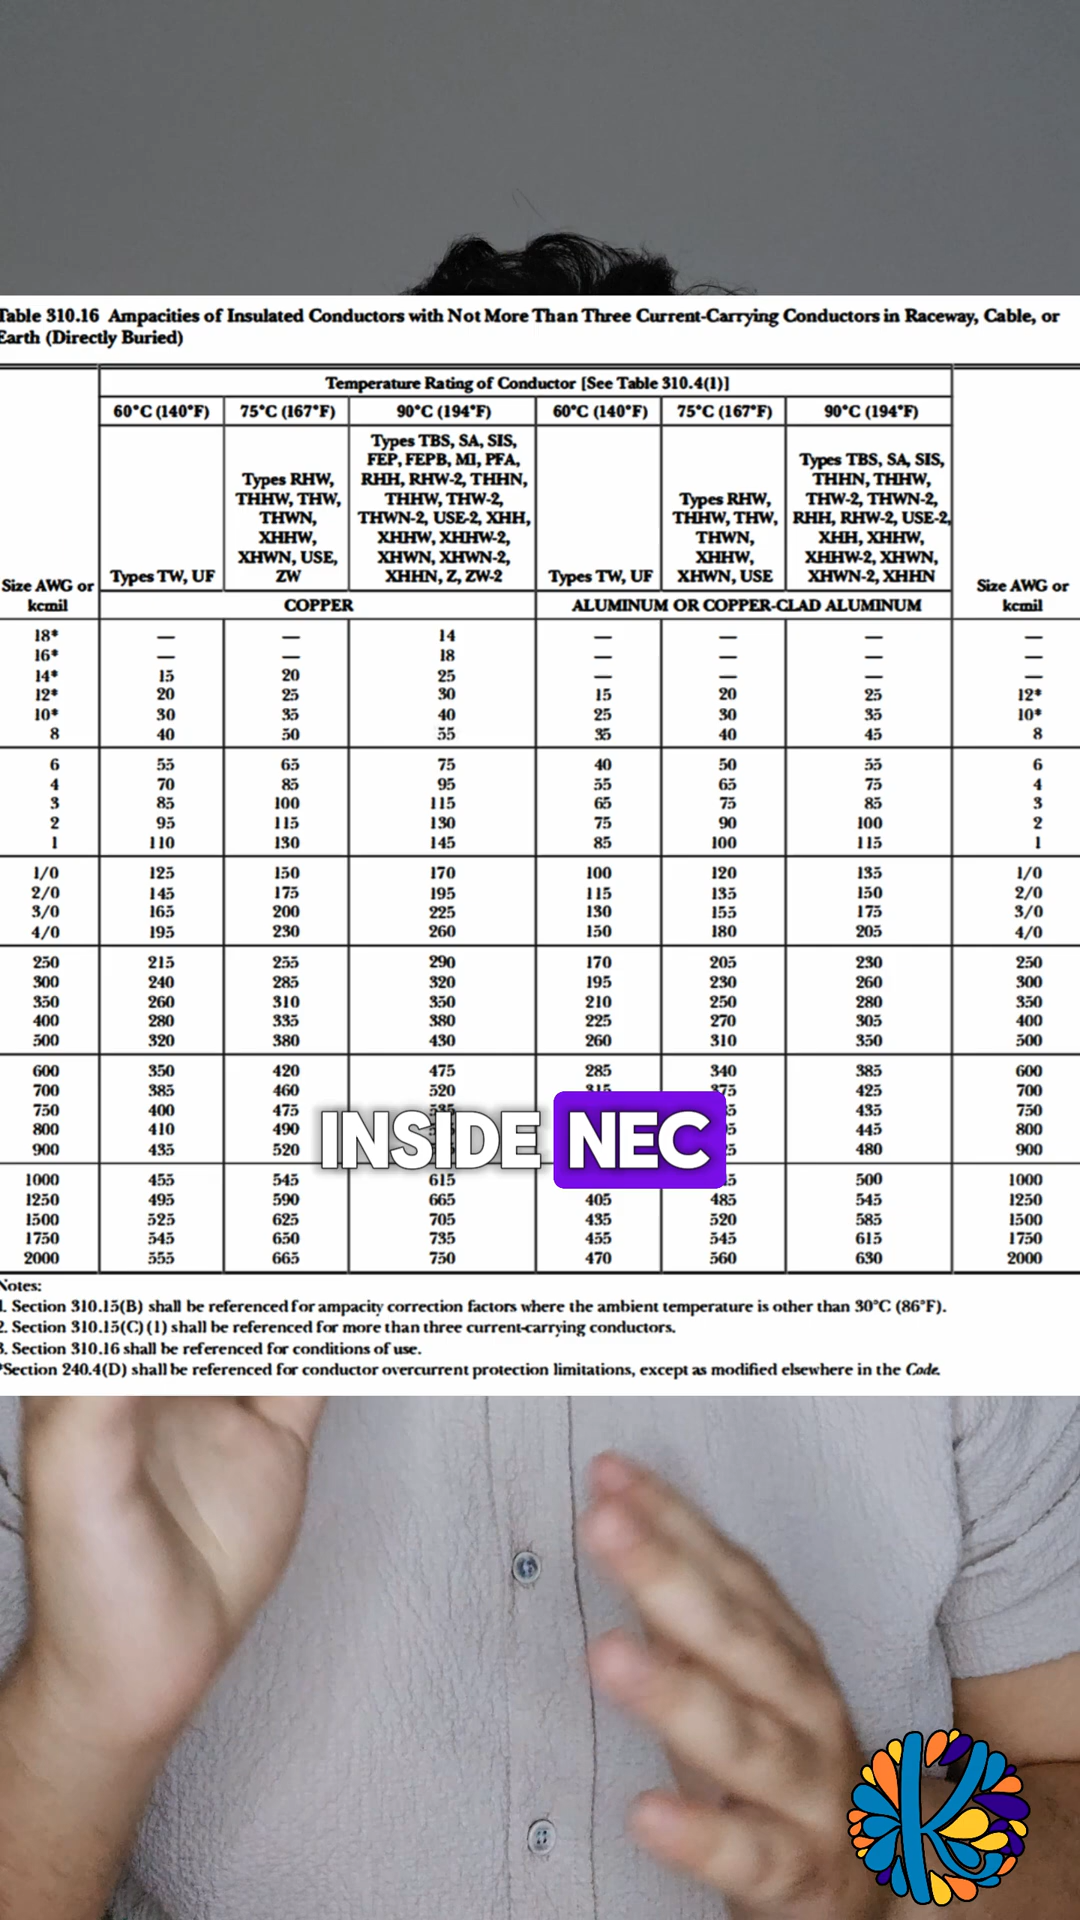 Table 310.16 Ampacities of Insulated Conductors with Not More Than Three Current-Carrying Conductors in Raceway, Cable, or
Earth (Directly Buried)
Temperature Rating of Conductor [See Table 310.4(1)]
60°C (140°F) 75°C (167°F) 90°C (194°F) 60°C (140°F) 75°C (167°F) 90°C (194°F)
Size AWG or
kcmil
Types TW, UF
Types RHW,
THHW, THW,
THWN,
XHHW,
XHWN, USE,
ZW
Types TBS, SA, SIS,
FEP, FEPB, MI, PFA,
RHH, RHW-2, THHN,
THHW, THW-2,
THWN-2, USE-2, XHH,
XHHW, XHHW-2,
XHWN, XHWN-2,
XHHN, Z, ZW-2
Types TW, UF
Types RHW,
THHW, THW,
THWN,
XHHW,
XHWN, USE
Types TBS, SA, SIS,
THHN, THHW,
THW-2, THWN-2,
RHH, RHW-2, USE-2,
XHH, XHHW,
XHHW-2, XHWN,
XHWN-2, XHHN
Size AWG or
kcmil
COPPER ALUMINUM OR COPPER-CLAD ALUMINUM
18* — — 14 — — — —
16* — — 18 — — — —
14* 15 20 25 — — — —
12* 20 25 30 15 20 25 12*
10* 30 35 40 25 30 35 10*
8 40 50 55 35 40 45 8
6 55 65 75 40 50 55 6
4 70 85 95 55 65 75 4
3 85 100 115 65 75 85 3
2 95 115 130 75 90 100 2
1 110 130 145 85 100 115 1
1/0 125 150 170 100 120 135 1/0
2/0 145 175 195 115 135 150 2/0
3/0 165 200 225 130 155 175 3/0
4/0 195 230 260 150 180 205 4/0
250 215 255 290 170 205 230 250
300 240 285 320 195 230 260 300
350 260 310 350 210 250 280 350
400 280 335 380 225 270 305 400
500 320 380 430 260 310 350 500
600 350 420 475 285 340 385 600
700 385 460 520 315 375 425 700
750 400 475 435 750
800 410 490 445 800
900 435 520 480 900
INSIDE NEC
1000 455 545 615 500 1000
1250 495 590 665 405 485 545 1250
1500 525 625 705 435 520 585 1500
1750 545 650 735 455 545 615 1750
2000 555 665 750 470 560 630 2000
Notes:
1. Section 310.15(B) shall be referenced for ampacity correction factors where the ambient temperature is other than 30°C (86°F).
2. Section 310.15(C)(1) shall be referenced for more than three current-carrying conductors.
3. Section 310.16 shall be referenced for conditions of use.
*Section 240.4(D) shall be referenced for conductor overcurrent protection limitations, except as modified elsewhere in the Code.
K